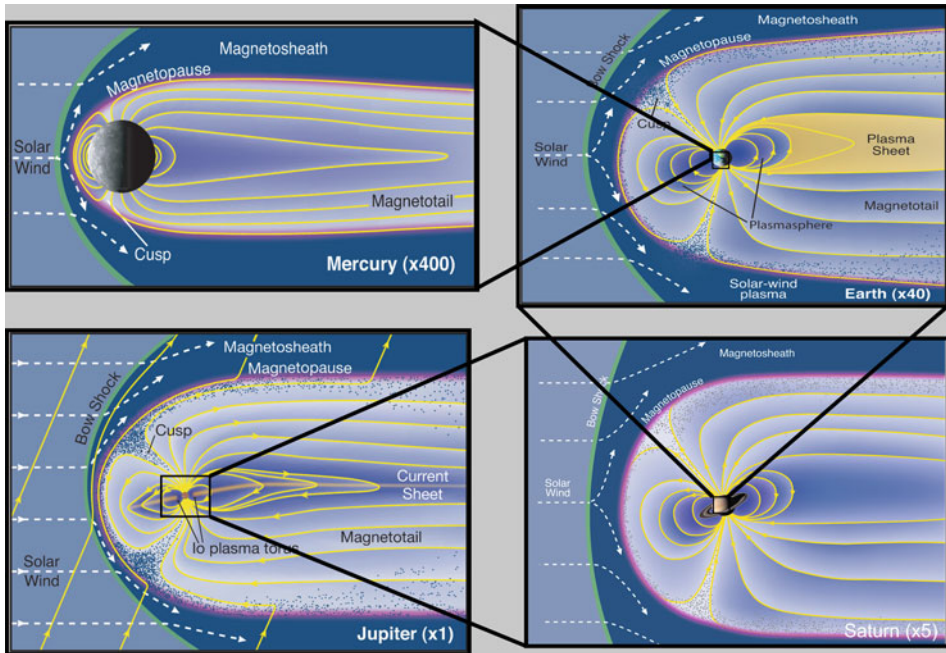 Magnetosheath
Magnetopause
Solar
Wind
Magnetotail
Cusp
Mercury (x400)
Magnetosheath
Bow Shock
Magnetopause
Cusp
Solar
Wind
Plasma
Sheet
Magnetotail
Plasmasphere
Solar-wind
plasma
Earth (x40)
Magnetosheath
Magnetopause
Bow Shock
Cusp
Current
Sheet
Io plasma torus
Magnetotail
Solar
Wind
Jupiter (x1)
Magnetosheath
Bow Shock
Magnetopause
Solar
Wind
Saturn (x5)